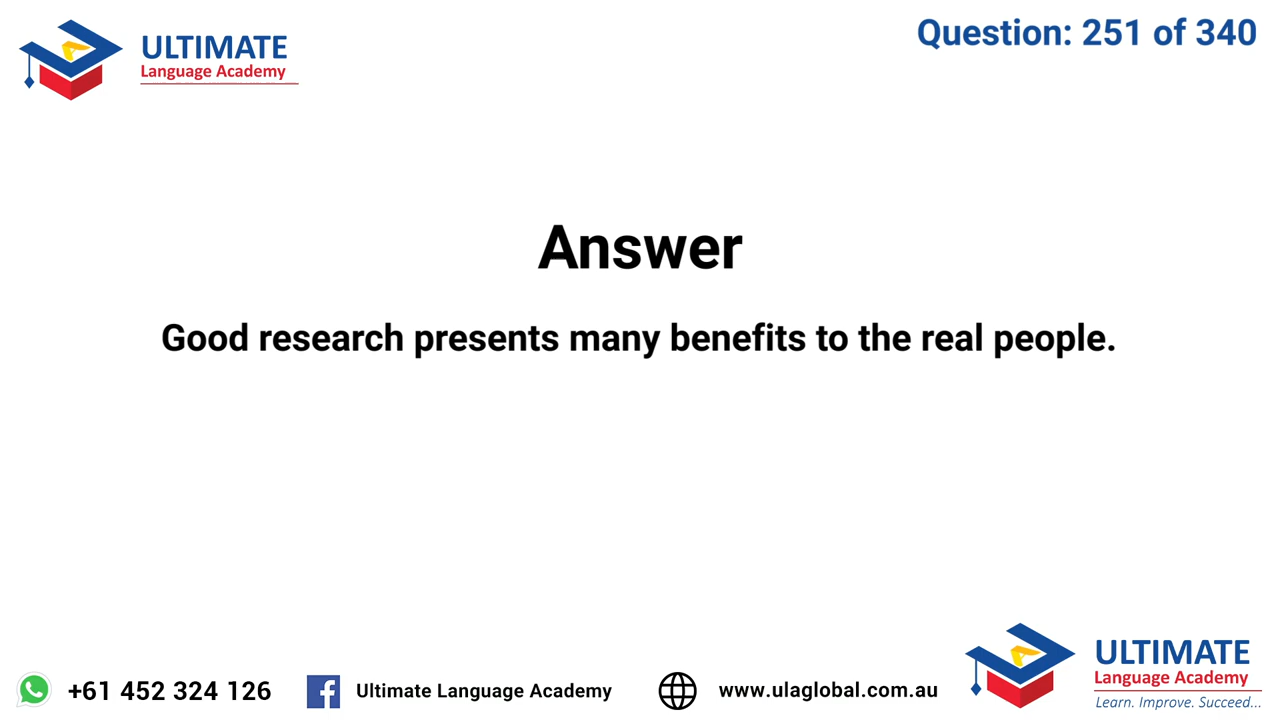 ULTIMATE
Language Academy
Question: 251 of 340
Answer
Good research presents many benefits to the real people.
+61 452 324 126
Ultimate Language Academy
www.ulaglobal.com.au
ULTIMATE
Language Academy
Learn. Improve. Succeed...